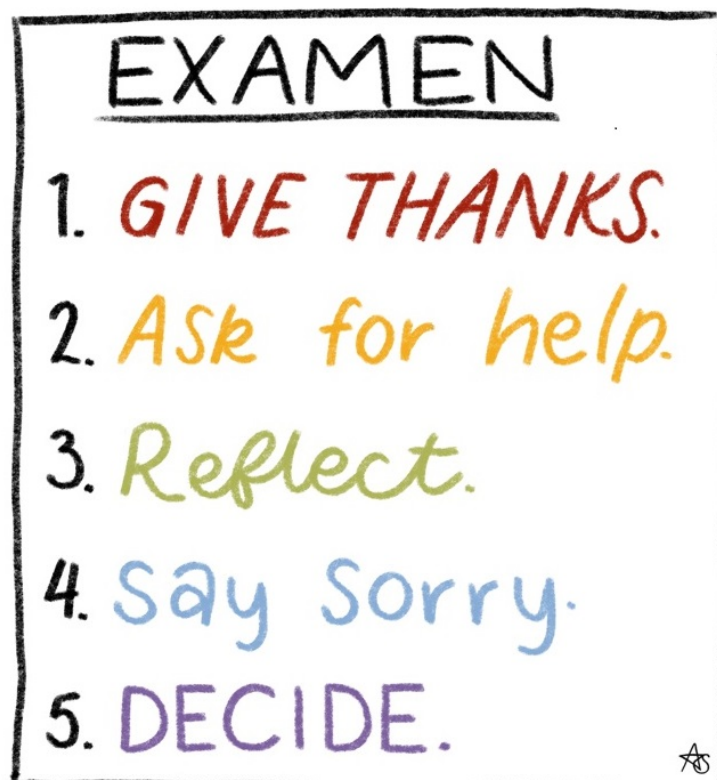 EXAMEN
1. GIVE THANKS.
2. Ask for help.
3. Reflect.
4. Say Sorry.
5. DECIDE.